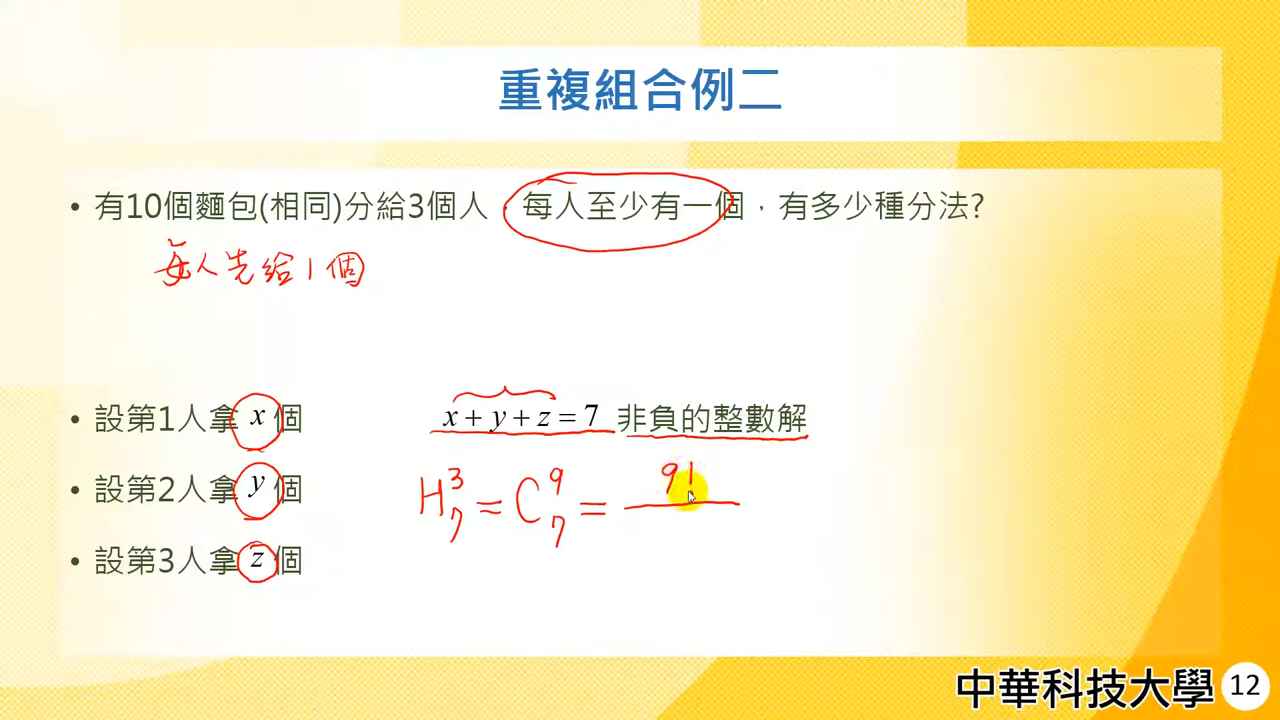 重複組合例二
• 有10個麵包(相同)分給3個人，每人至少有一個，有多少種分法?
每人先給1個
• 設第1人拿 x 個
x + y + z = 7 非負的整數解
• 設第2人拿 y 個
H³₇ = C⁹₇ = 9!
• 設第3人拿 z 個
中華科技大學 12